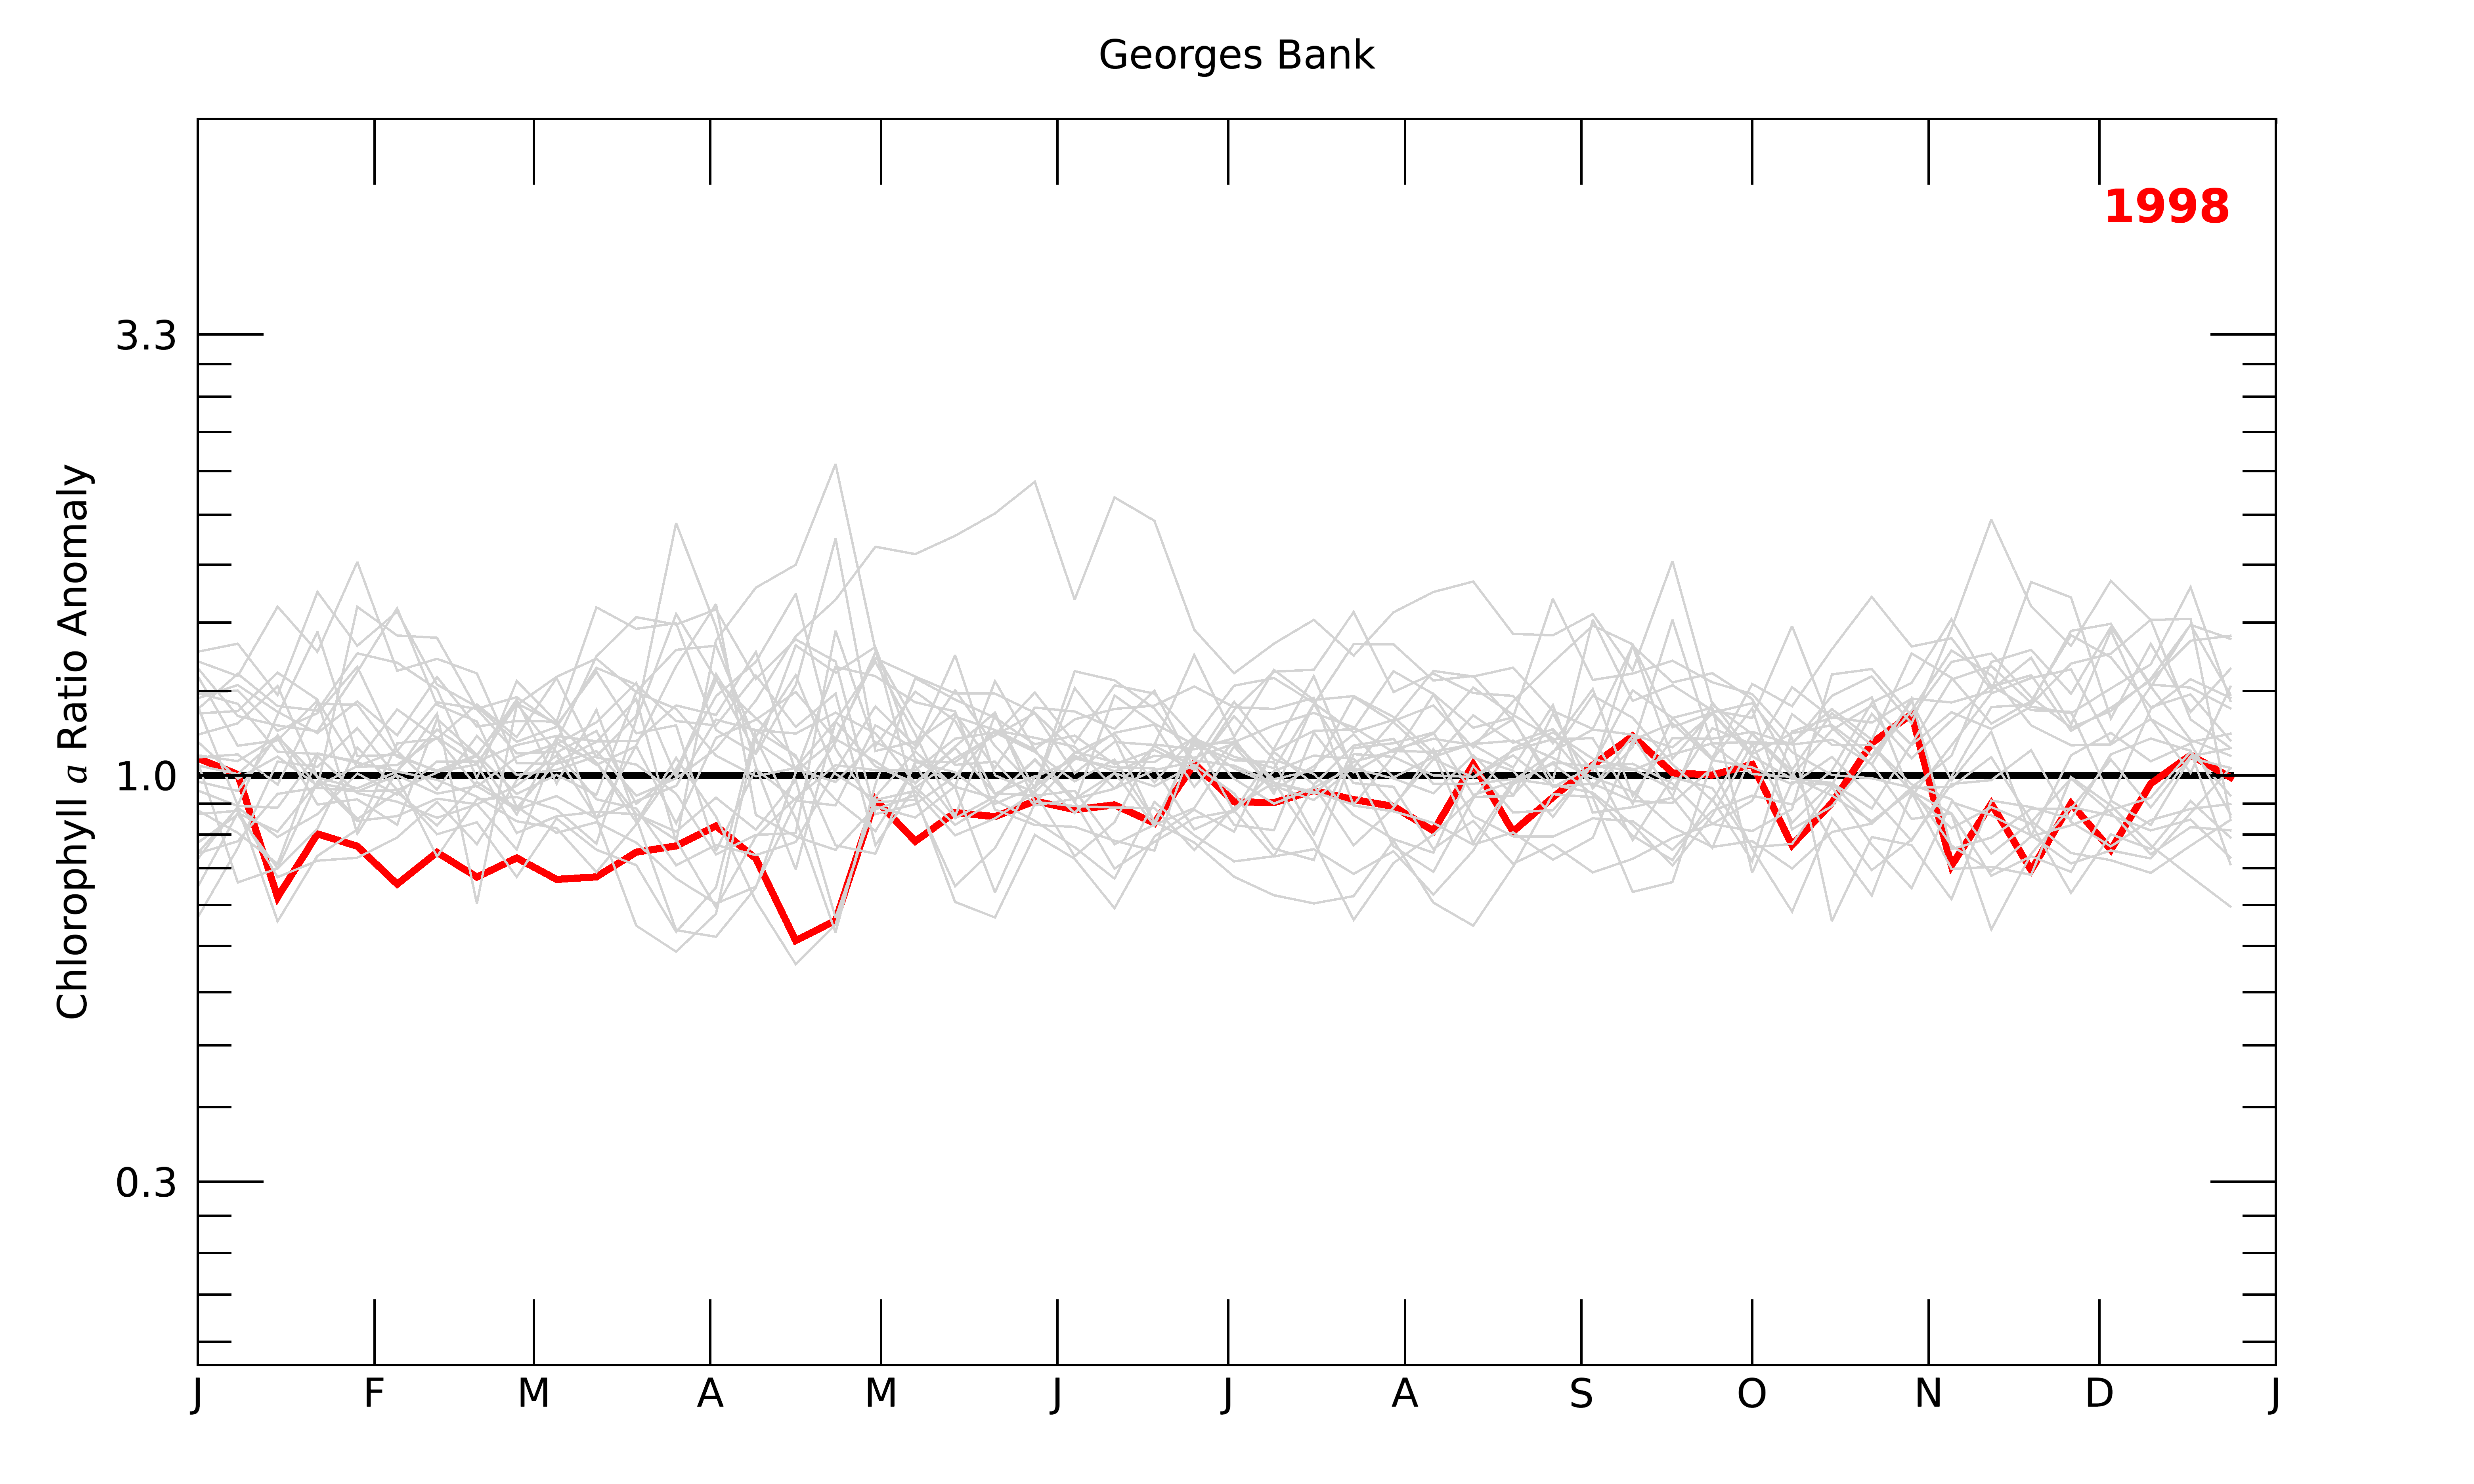 Georges Bank
1998
Chlorophyll a Ratio Anomaly
3.3
1.0
0.3
J F M A M J J A S O N D J